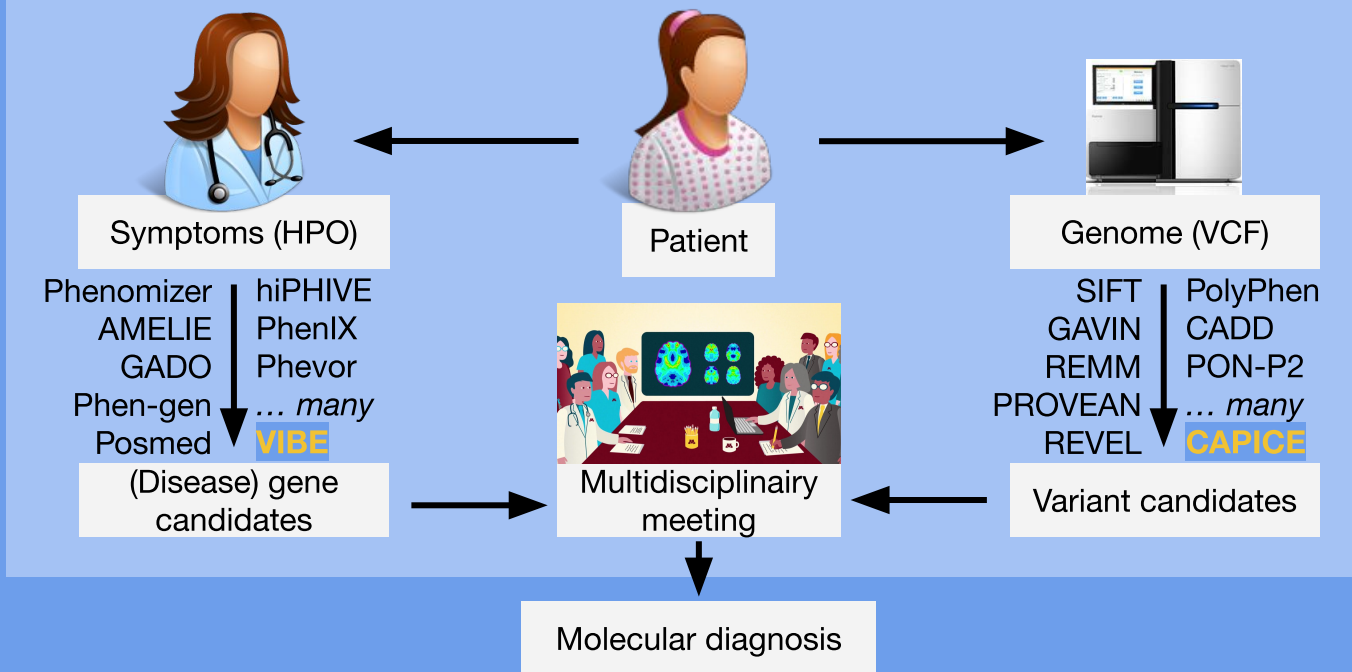 Symptoms (HPO)
Patient
Genome (VCF)
Phenomizer
AMELIE
GADO
Phen-gen
Posmed
hiPHIVE
PhenIX
Phevor
... many
VIBE
SIFT
GAVIN
REMM
PROVEAN
REVEL
PolyPhen
CADD
PON-P2
... many
CAPICE
(Disease) gene
candidates
Multidisciplinairy
meeting
Variant candidates
Molecular diagnosis